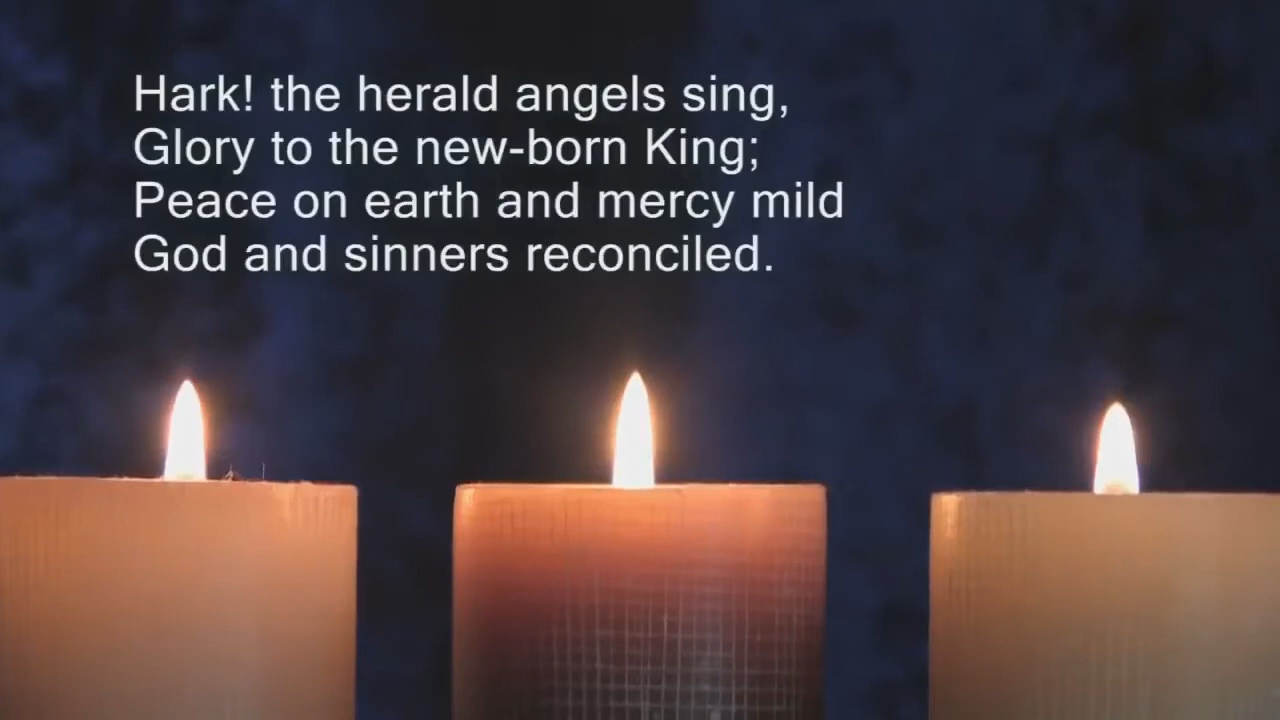 Hark! the herald angels sing,
Glory to the new-born King;
Peace on earth and mercy mild
God and sinners reconciled.